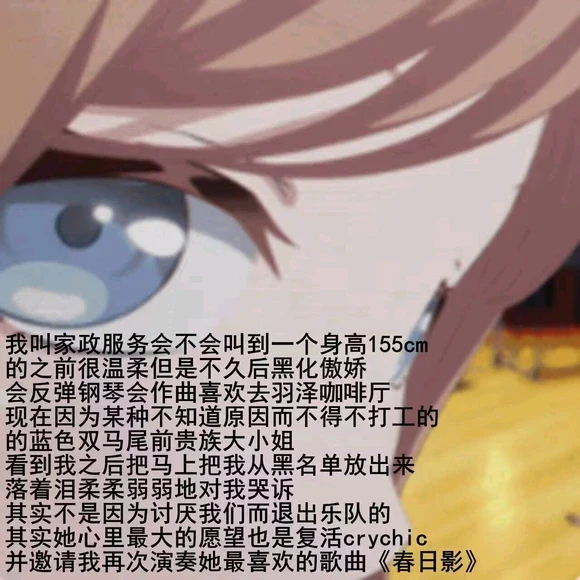 我叫家政服务会不会叫到一个身高155cm
的之前很温柔但是不久后黑化傲娇
会反弹钢琴会作曲喜欢去羽泽咖啡厅
现在因为某种不知道原因而不得不打工的
的蓝色双马尾前贵族大小姐
看到我之后把马上把我从黑名单放出来
落着泪柔柔弱弱地对我哭诉
其实不是因为讨厌我们而退出乐队的
其实她心里最大的愿望也是复活crychic
并邀请我再次演奏她最喜欢的歌曲《春日影》